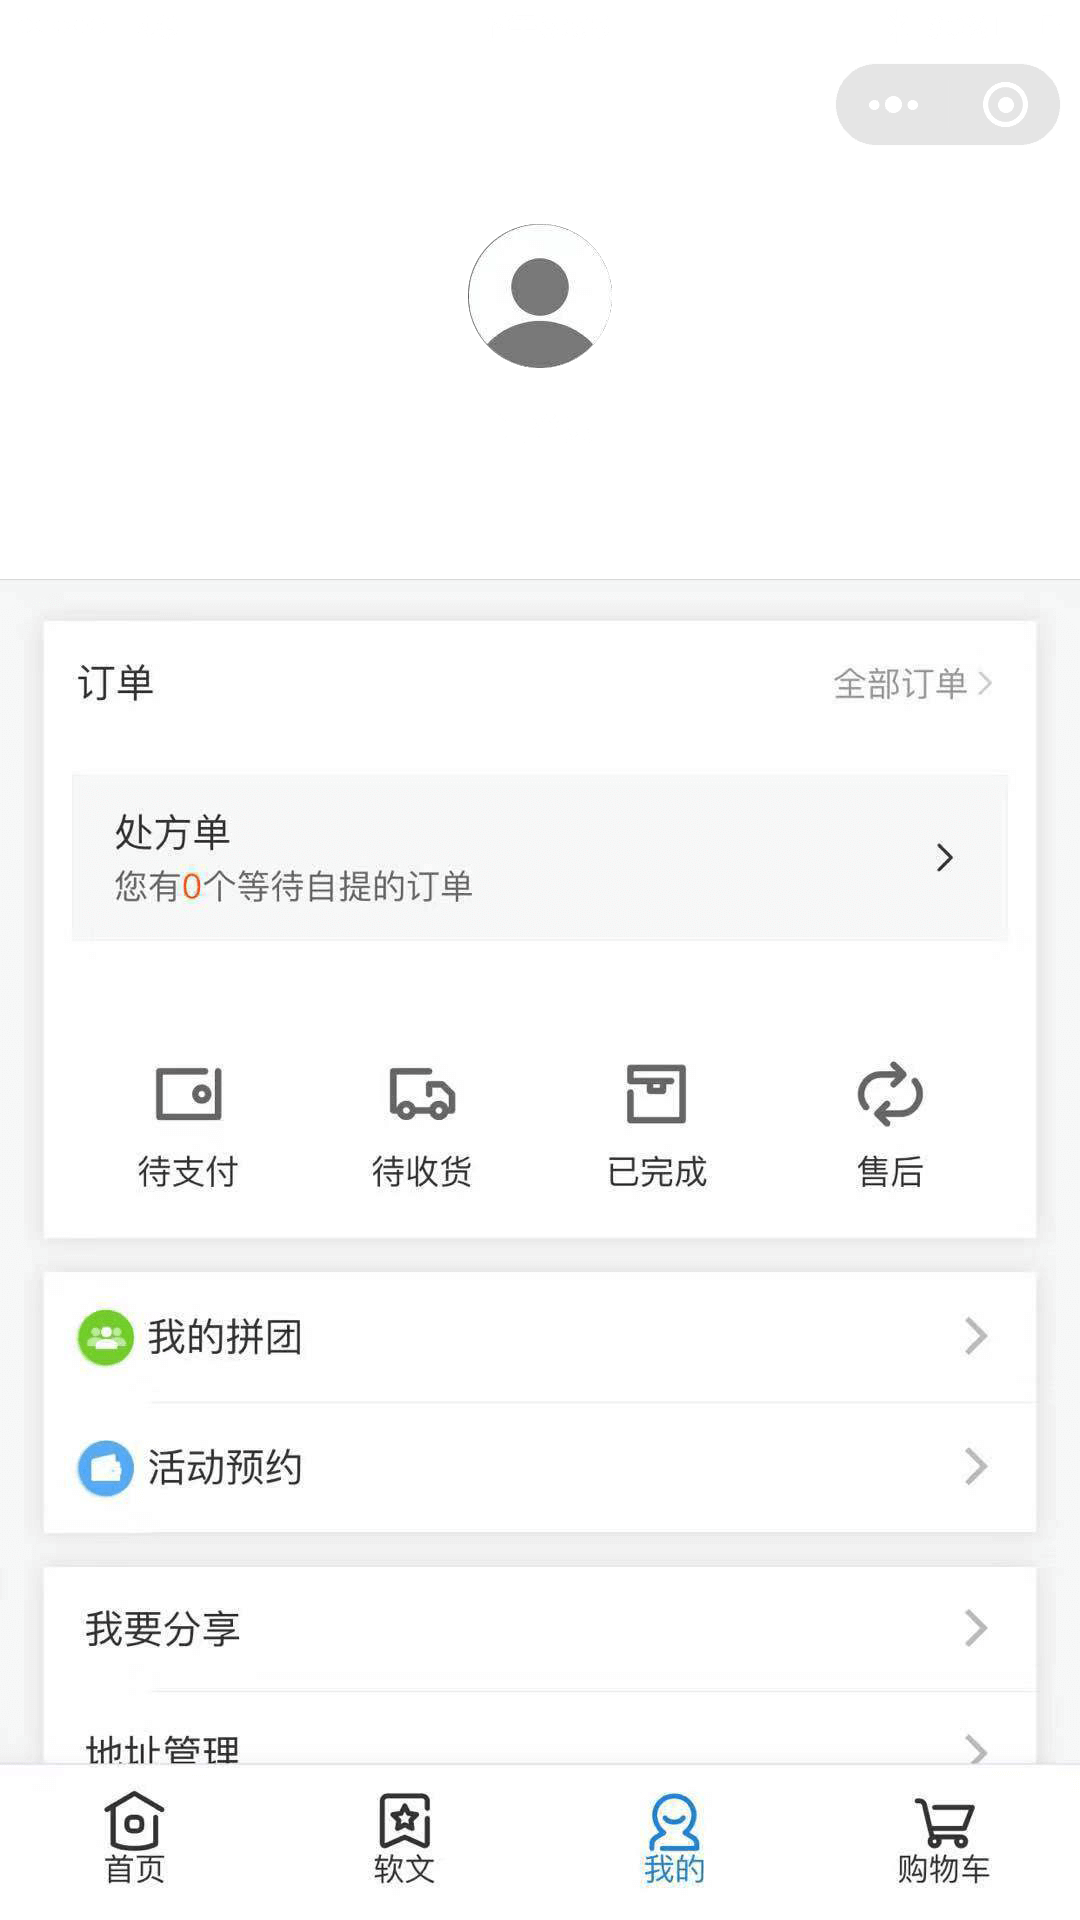 订单
全部订单
处方单
您有0个等待自提的订单
待支付 待收货 已完成 售后
我的拼团
活动预约
我要分享
地址管理
首页 软文 我的 购物车